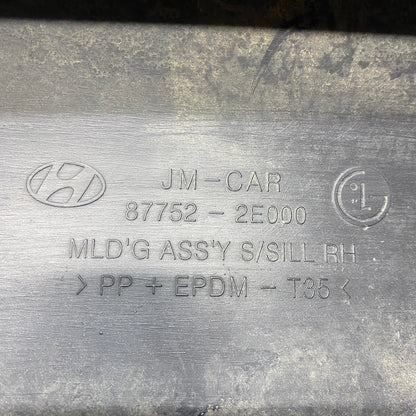 JM-CAR
87752-2E000
MLD'G ASS'Y S/SILL RH
> PP + EPDM - T35 <